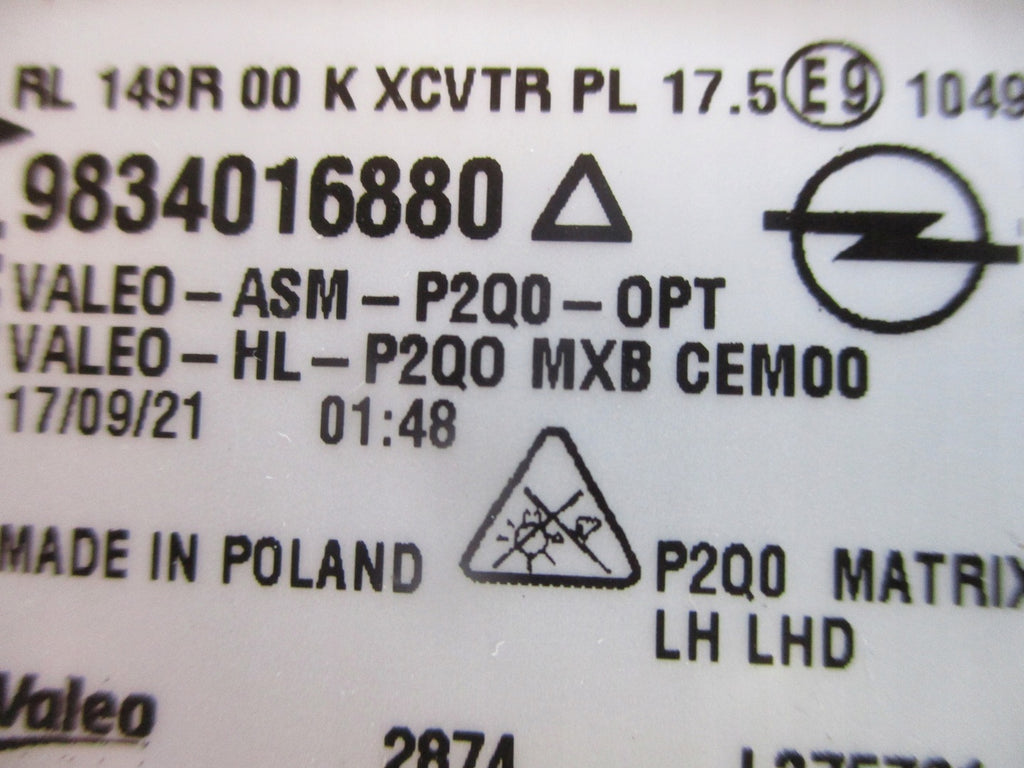 RL 149R 00 K XCVTR PL 17.5 E9 1049
9834016880
VALEO-ASM-P2Q0-OPT
VALEO-HL-P2Q0 MXB CEM00
17/09/21 01:48
MADE IN POLAND
P2Q0 MATRIX
LH LHD
Valeo
2874